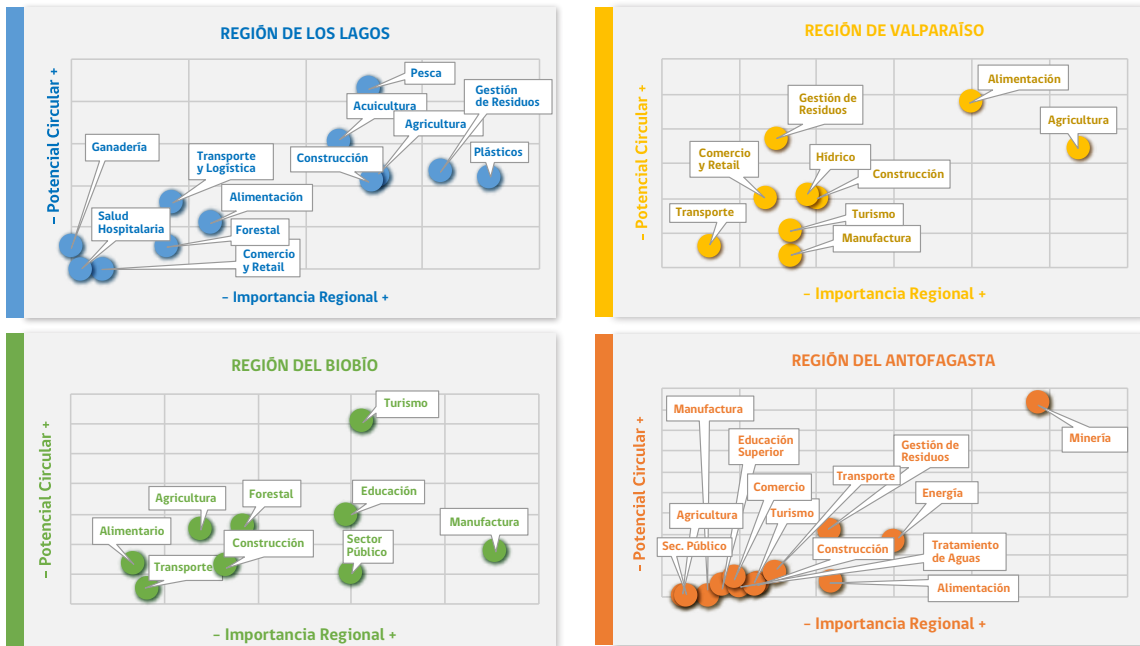 REGIÓN DE LOS LAGOS
– Potencial Circular +
Pesca
Gestión
de Residuos
Acuicultura
Agricultura
Ganadería
Transporte
y Logística
Construcción
Plásticos
Alimentación
Salud
Hospitalaria
Forestal
Comercio
y Retail
– Importancia Regional +
REGIÓN DE VALPARAÍSO
– Potencial Circular +
Alimentación
Gestión de
Residuos
Agricultura
Comercio
y Retail
Hídrico
Construcción
Transporte
Turismo
Manufactura
– Importancia Regional +
REGIÓN DEL BIOBÍO
– Potencial Circular +
Turismo
Agricultura
Forestal
Educación
Alimentario
Manufactura
Construcción
Sector
Público
Transporte
– Importancia Regional +
REGIÓN DEL ANTOFAGASTA
– Potencial Circular +
Manufactura
Minería
Educación
Superior
Gestión de
Residuos
Transporte
Comercio
Energía
Agricultura
Turismo
Sec. Público
Construcción
Tratamiento
de Aguas
Alimentación
– Importancia Regional +